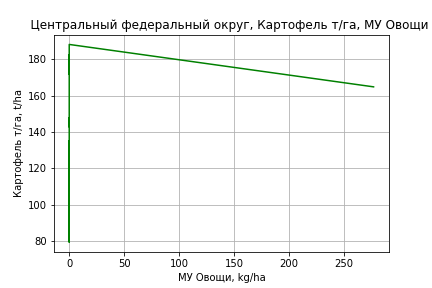 Центральный федеральный округ, Картофель т/га, МУ Овощи
180
160
140
120
100
80
Картофель т/га, t/ha
0 50 100 150 200 250
МУ Овощи, kg/ha